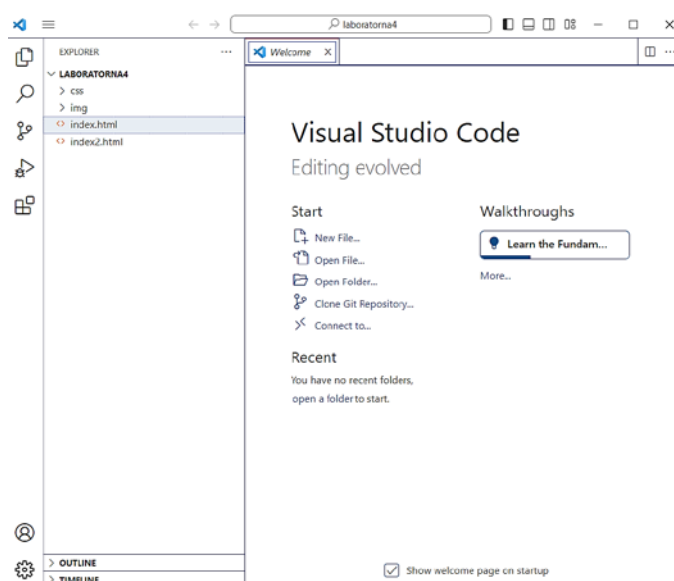 laboratorna4
EXPLORER
Welcome
LABORATORNA4
css
img
index.html
index2.html
Visual Studio Code
Editing evolved
Start
New File...
Open File...
Open Folder...
Clone Git Repository...
Connect to...
Walkthroughs
Learn the Fundam...
More...
Recent
You have no recent folders,
open a folder to start.
OUTLINE
TIMELINE
Show welcome page on startup